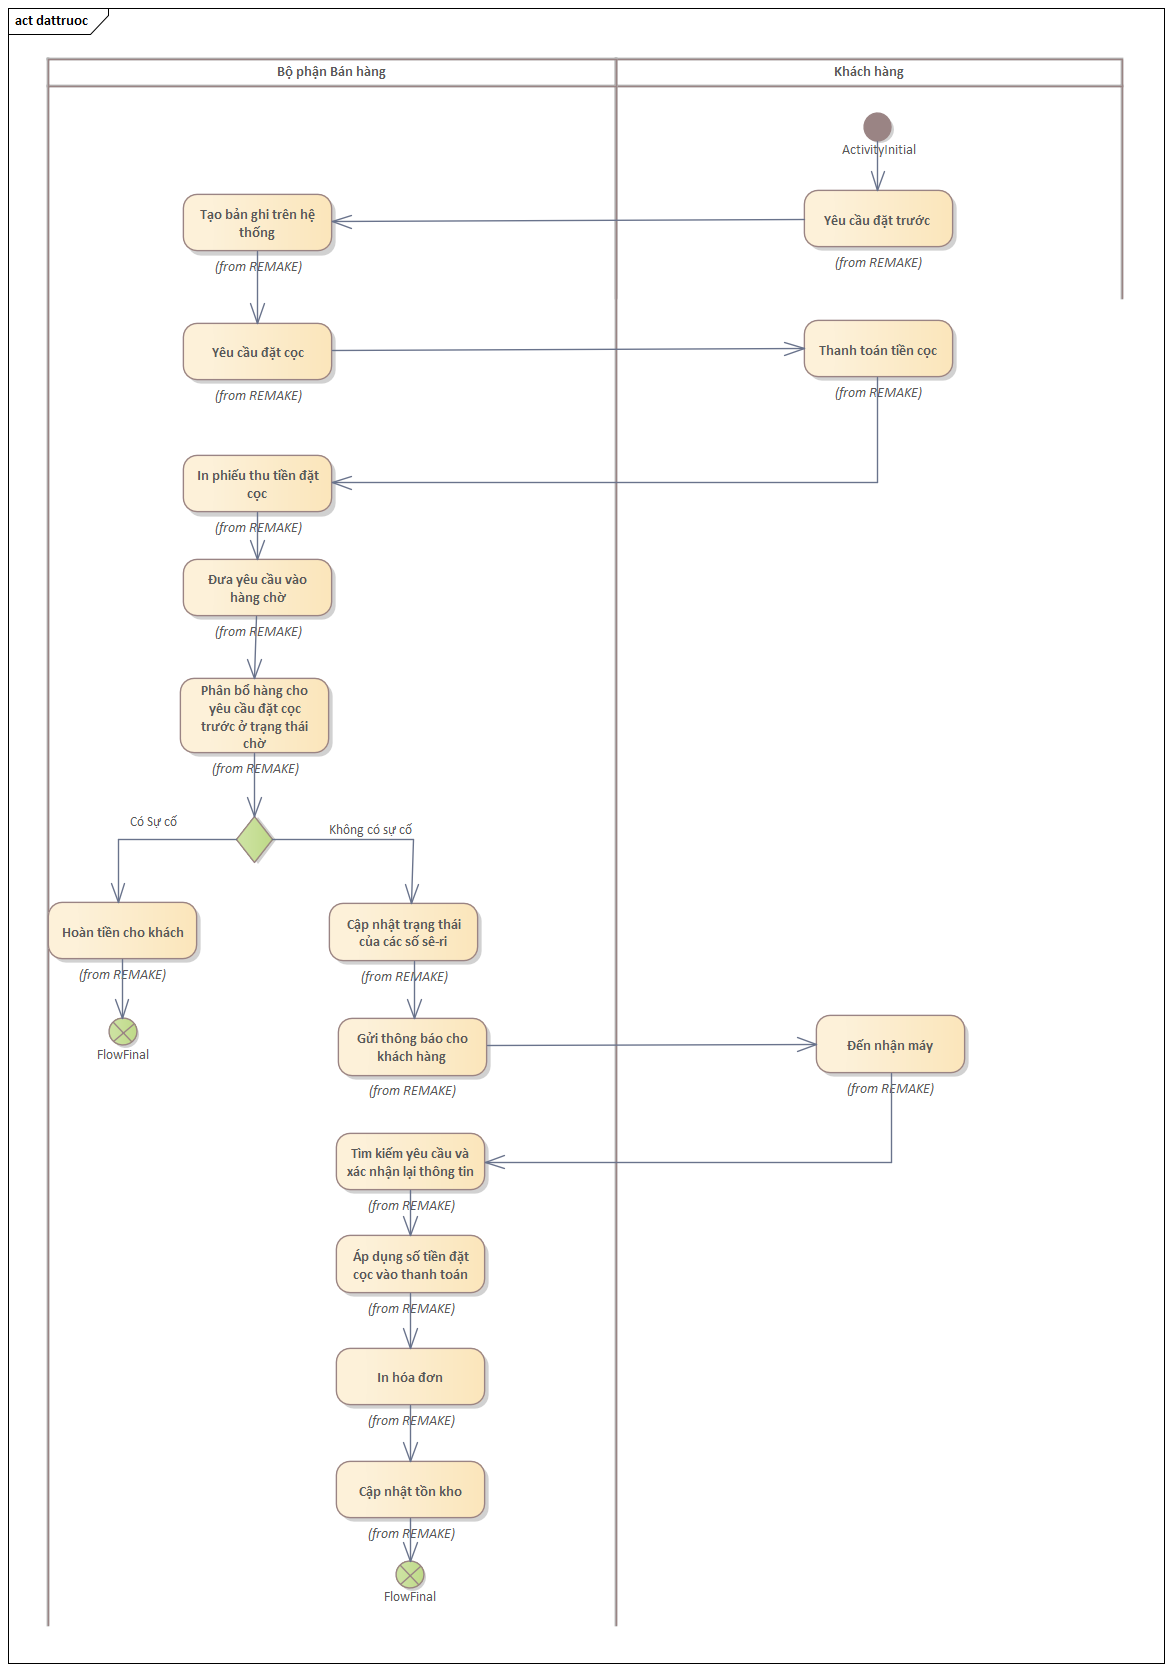 act dattruoc
Bộ phận Bán hàng
Khách hàng
ActivityInitial
Tạo bản ghi trên hệ
thống
(from REMAKE)
Yêu cầu đặt trước
(from REMAKE)
Yêu cầu đặt cọc
(from REMAKE)
Thanh toán tiền cọc
(from REMAKE)
In phiếu thu tiền đặt
cọc
(from REMAKE)
Đưa yêu cầu vào
hàng chờ
(from REMAKE)
Phân bổ hàng cho
yêu cầu đặt cọc
trước ở trạng thái
chờ
(from REMAKE)
Có Sự cố
Không có sự cố
Hoàn tiền cho khách
(from REMAKE)
FlowFinal
Cập nhật trạng thái
của các số sê-ri
(from REMAKE)
Gửi thông báo cho
khách hàng
(from REMAKE)
Đến nhận máy
(from REMAKE)
Tìm kiếm yêu cầu và
xác nhận lại thông tin
(from REMAKE)
Áp dụng số tiền đặt
cọc vào thanh toán
(from REMAKE)
In hóa đơn
(from REMAKE)
Cập nhật tồn kho
(from REMAKE)
FlowFinal